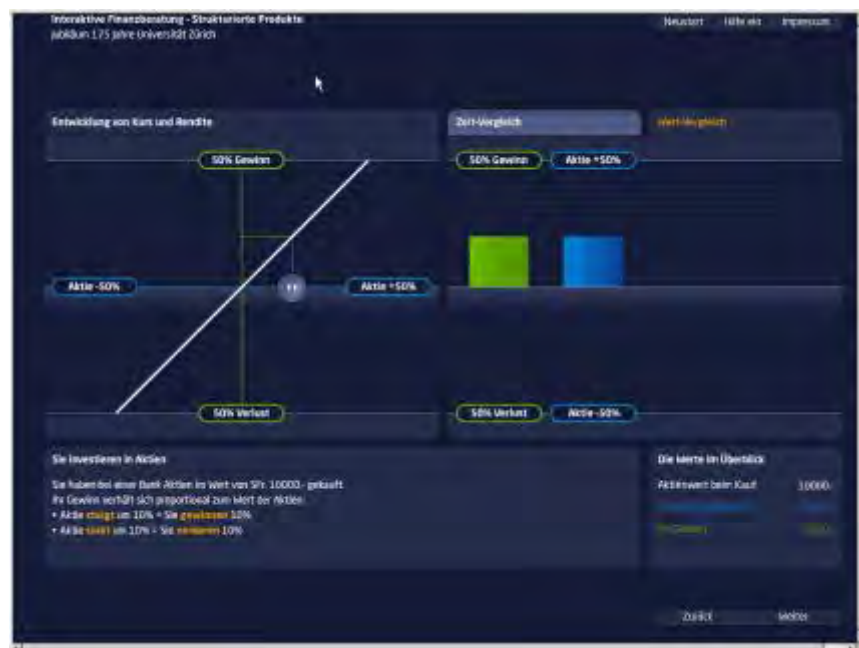 Interaktive Finanzberatung - Strukturierte Produkte
Jubiläum 175 Jahre Universität Zürich
Neustart Hilfe ein Impressum
Entwicklung von Kurs und Rendite
Zeit-Vergleich
Wert-Vergleich
50% Gewinn
50% Gewinn Aktie +50%
Aktie -50%
Aktie +50%
50% Verlust
50% Verlust Aktie -50%
Sie investieren in Aktien
Sie haben bei einer Bank Aktien im Wert von SFr. 10000.- gekauft.
Ihr Gewinn verhält sich proportional zum Wert der Aktien:
• Aktie steigt um 10% = Sie gewinnen 10%
• Aktie sinkt um 10% = Sie verlieren 10%
Die Werte im Überblick
Aktienwert beim Kauf 10000.-
Zurück Weiter